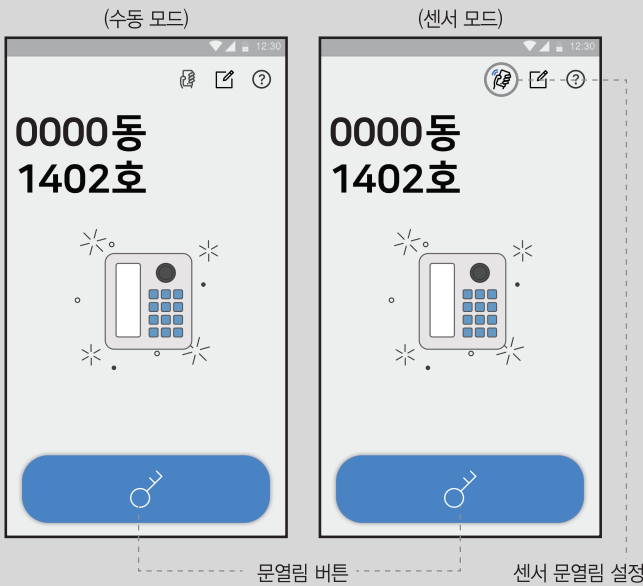 (수동 모드)
12:30
0000동
1402호
문열림 버튼
(센서 모드)
12:30
0000동
1402호
센서 문열림 설정